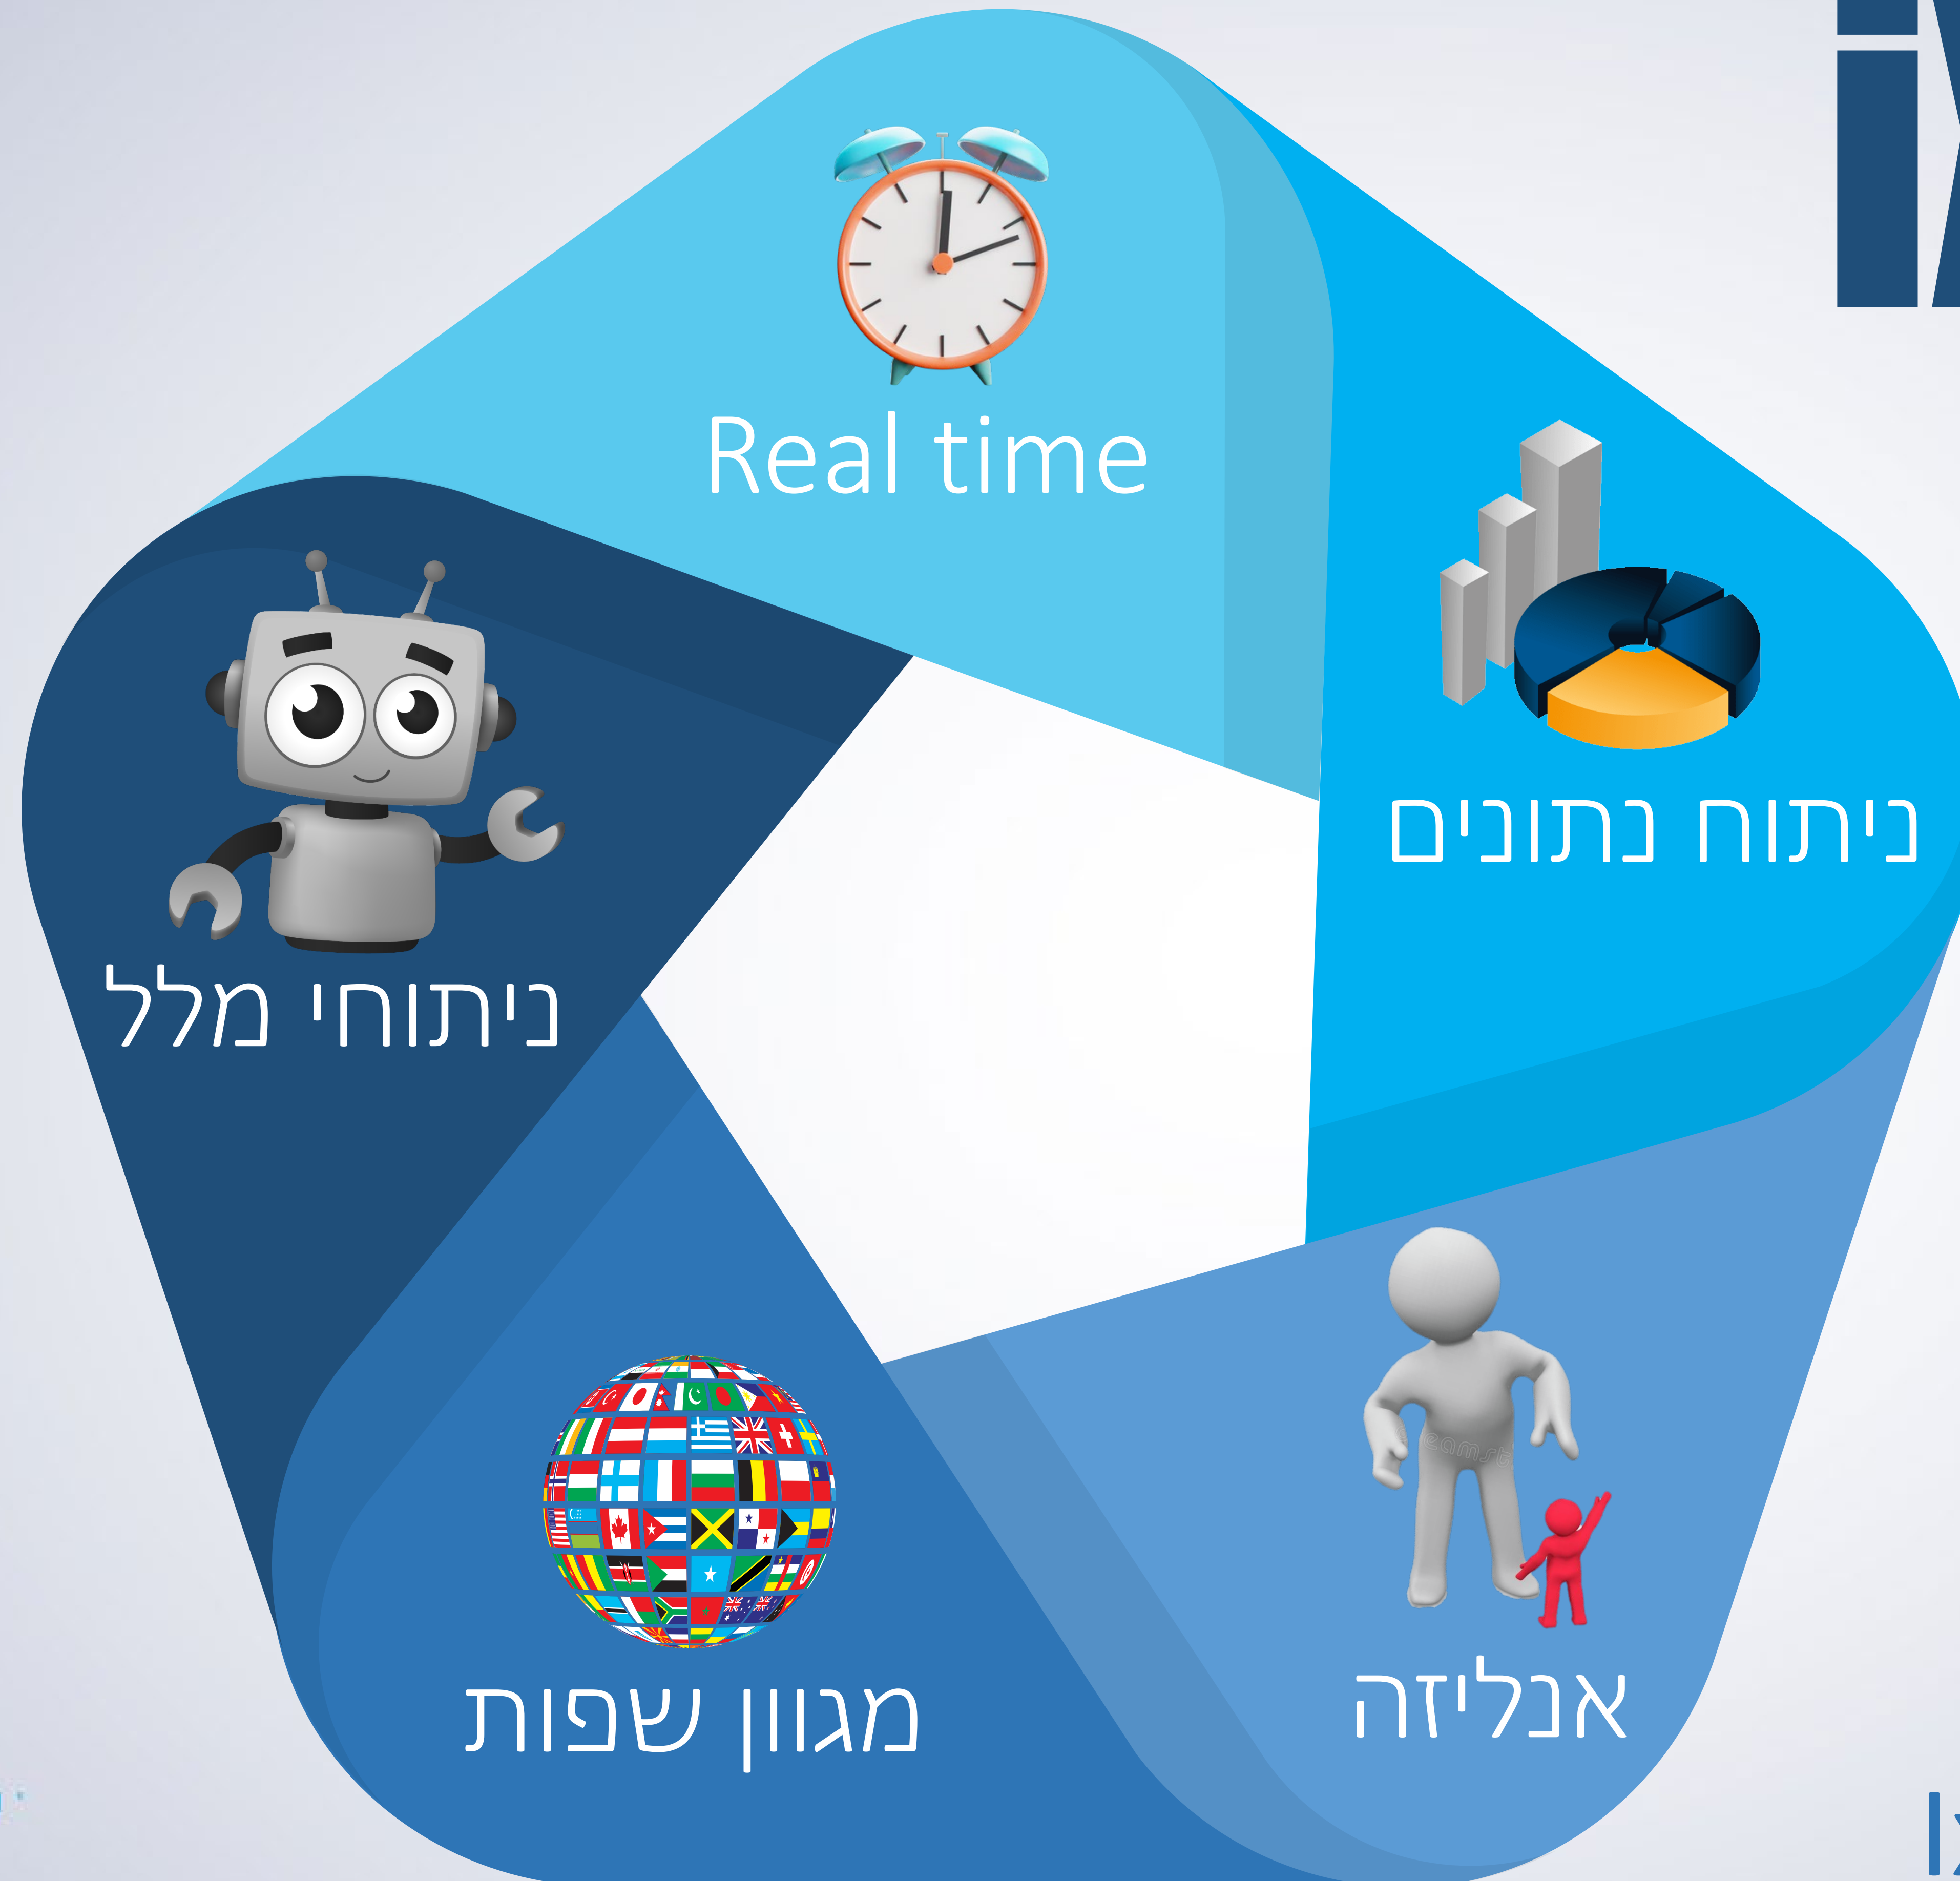 Real time
ניתוח נתונים
ניתוחי מלל
אנליזה
מגוון שפות